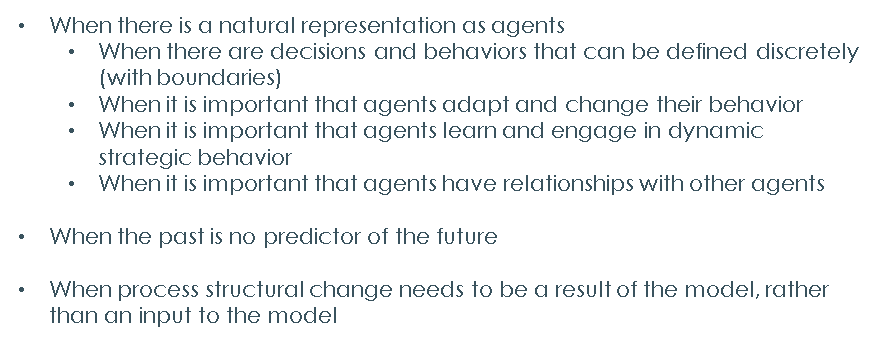 • When there is a natural representation as agents
• When there are decisions and behaviors that can be defined discretely
(with boundaries)
• When it is important that agents adapt and change their behavior
• When it is important that agents learn and engage in dynamic
strategic behavior
• When it is important that agents have relationships with other agents
• When the past is no predictor of the future
• When process structural change needs to be a result of the model, rather
than an input to the model